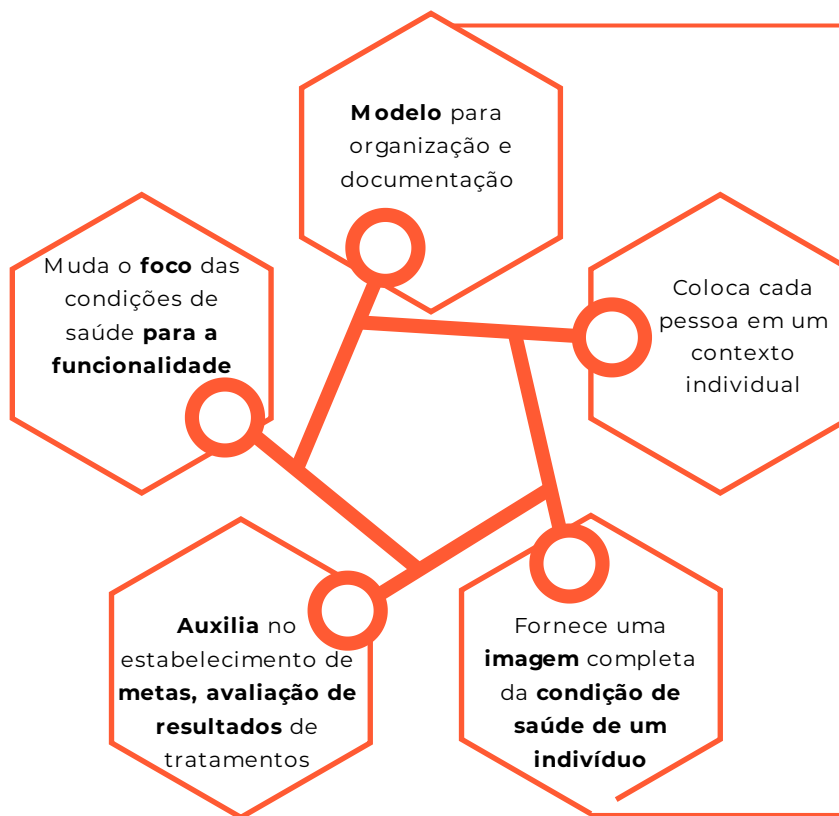 Modelo para
organização e
documentação
Muda o foco das
condições de
saúde para a
funcionalidade
Coloca cada
pessoa em um
contexto
individual
Auxilia no
estabelecimento de
metas, avaliação de
resultados de
tratamentos
Fornece uma
imagem completa
da condição de
saúde de um
indivíduo